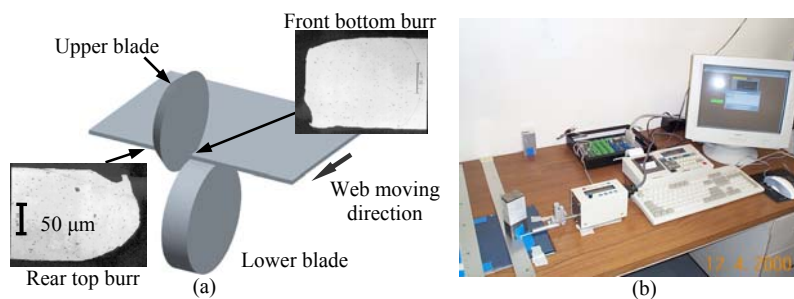 Front bottom burr
Upper blade
50 μm
Web moving
direction
Rear top burr
Lower blade
(a)
(b)
12.4.2000